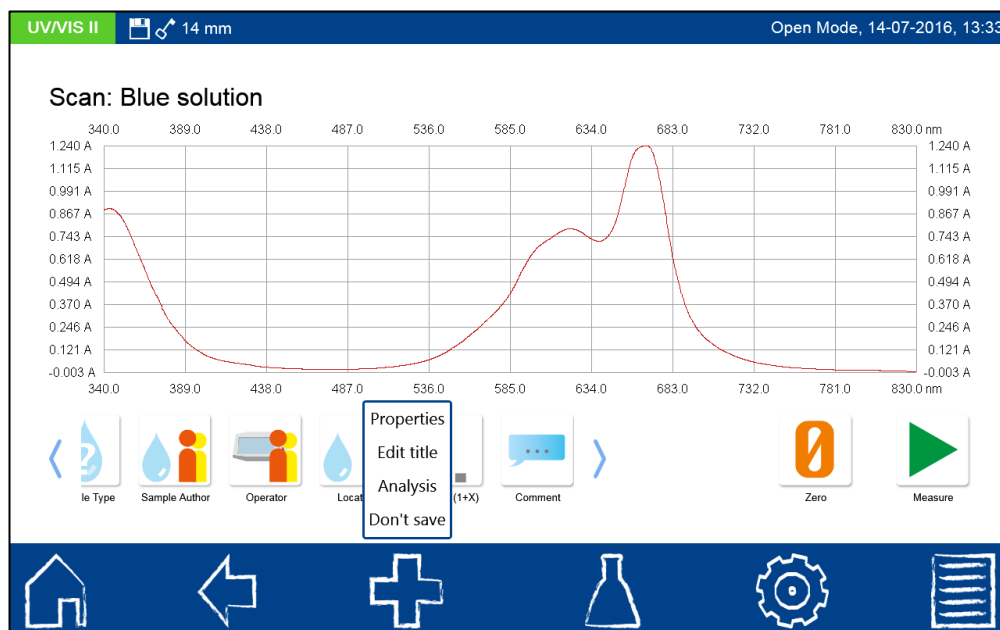 UV/VIS II 14 mm Open Mode, 14-07-2016, 13:33
Scan: Blue solution
340.0 389.0 438.0 487.0 536.0 585.0 634.0 683.0 732.0 781.0 830.0 nm
1.240 A 1.240 A
1.115 A 1.115 A
0.991 A 0.991 A
0.867 A 0.867 A
0.743 A 0.743 A
0.618 A 0.618 A
0.494 A 0.494 A
0.370 A 0.370 A
0.246 A 0.246 A
0.121 A 0.121 A
-0.003 A -0.003 A
340.0 389.0 438.0 487.0 536.0 585.0 634.0 683.0 732.0 781.0 830.0 nm
Properties
Edit title
Analysis
Don't save
le Type Sample Author Operator Locat (1+X) Comment Zero Measure